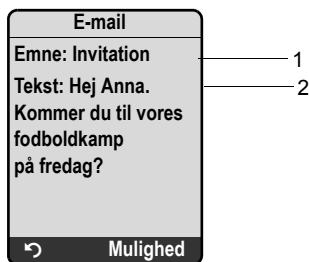 E-mail
Emne: Invitation
1
Tekst: Hej Anna.
2
Kommer du til vores
fodboldkamp
på fredag?
Mulighed